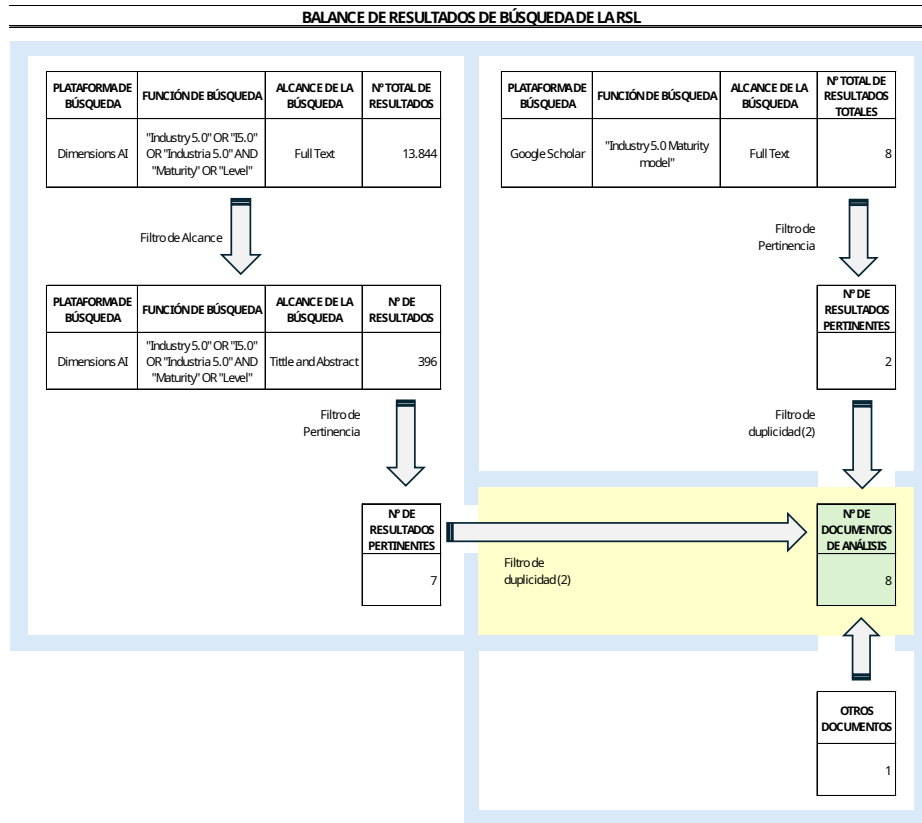 BALANCE DE RESULTADOS DE BÚSQUEDA DE LA RSL
PLATAFORMA DE
BÚSQUEDA
FUNCIÓN DE BÚSQUEDA
ALCANCE DE LA
BÚSQUEDA
Nº TOTAL DE
RESULTADOS
Dimensions AI
"Industry 5.0" OR "I5.0"
OR "Industria 5.0" AND
"Maturity" OR "Level"
Full Text
13.844
Filtro de Alcance
PLATAFORMA DE
BÚSQUEDA
FUNCIÓN DE BÚSQUEDA
ALCANCE DE LA
BÚSQUEDA
Nº DE
RESULTADOS
Dimensions AI
"Industry 5.0" OR "I5.0"
OR "Industria 5.0" AND
"Maturity" OR "Level"
Tittle and Abstract
396
Filtro de
Pertinencia
Nº DE
RESULTADOS
PERTINENTES
7
PLATAFORMA DE
BÚSQUEDA
FUNCIÓN DE BÚSQUEDA
ALCANCE DE LA
BÚSQUEDA
Nº TOTAL DE
RESULTADOS
TOTALES
Google Scholar
"Industry 5.0 Maturity
model"
Full Text
8
Filtro de
Pertinencia
Nº DE
RESULTADOS
PERTINENTES
2
Filtro de
duplicidad (2)
Filtro de
duplicidad (2)
Nº DE
DOCUMENTOS
DE ANÁLISIS
8
OTROS
DOCUMENTOS
1